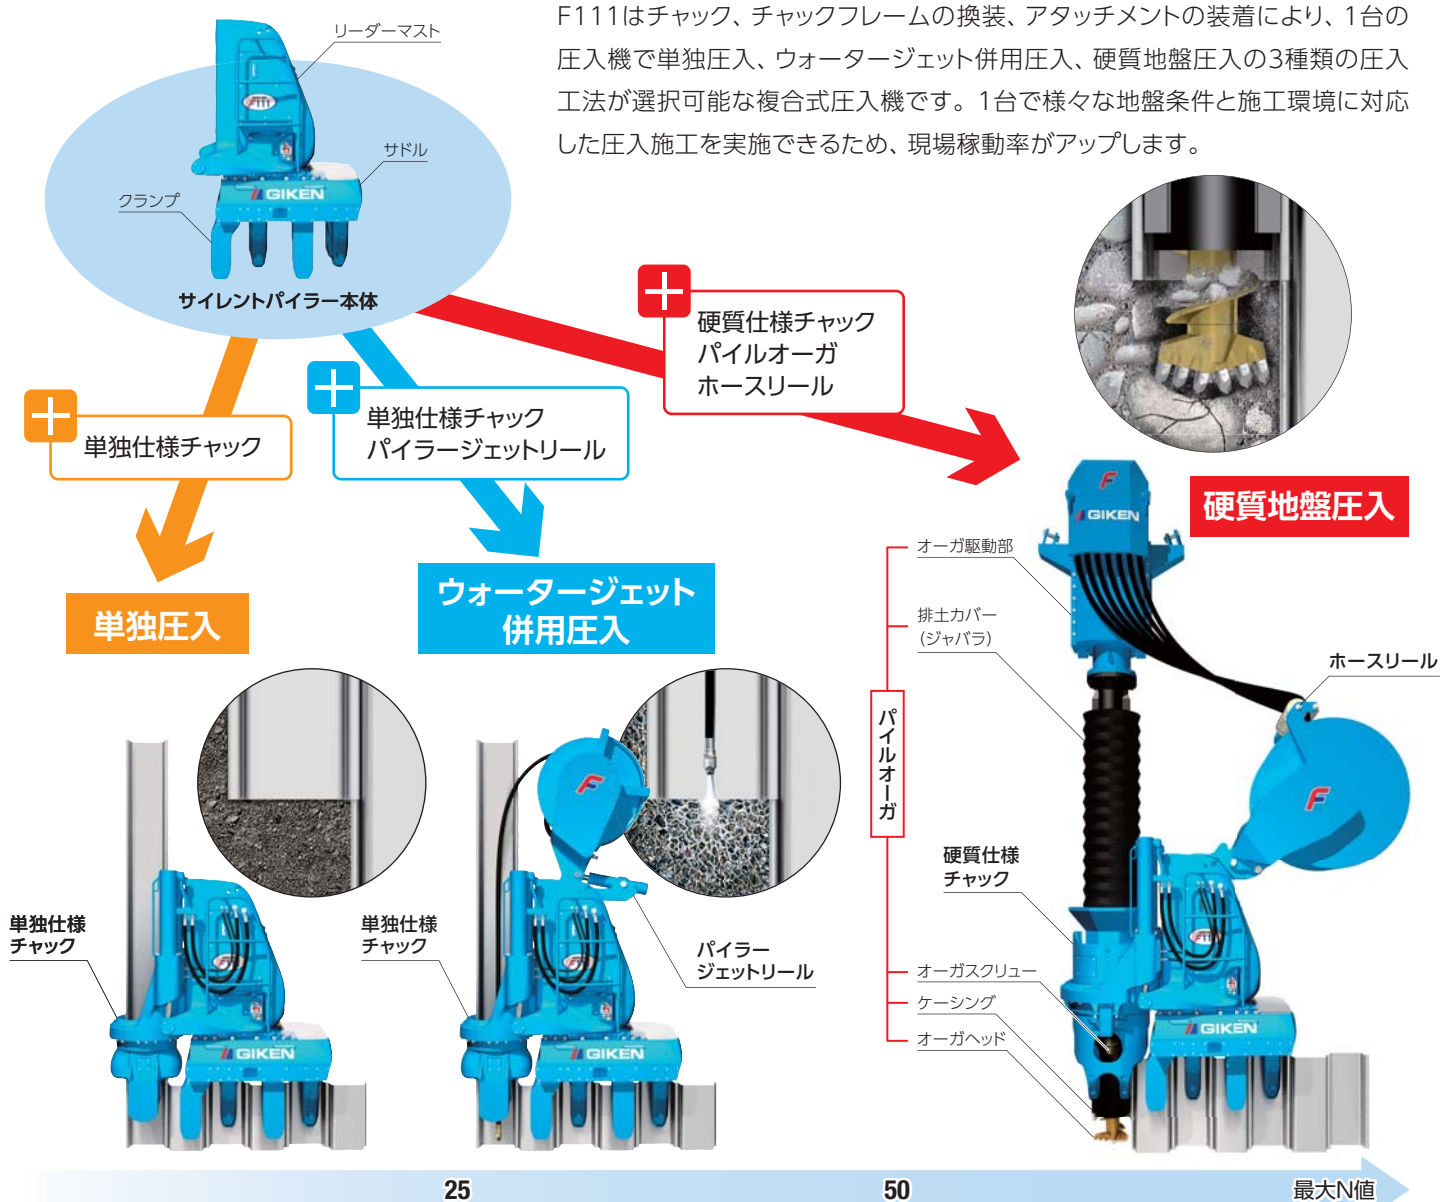 F111はチャック、チャックフレームの換装、アタッチメントの装着により、1台の
圧入機で単独圧入、ウォータージェット併用圧入、硬質地盤圧入の3種類の圧入
工法が選択可能な複合式圧入機です。1台で様々な地盤条件と施工環境に対応
した圧入施工を実施できるため、現場稼動率がアップします。
リーダーマスト
F111
サドル
GIKEN
クランプ
サイレントパイラー本体
硬質仕様チャック
パイルオーガ
ホースリール
単独仕様チャック
パイラージェットリール
単独仕様チャック
硬質地盤圧入
単独圧入
ウォータージェット
併用圧入
F
GIKEN
オーガ駆動部
排土カバー
(ジャバラ)
ホースリール
パイルオーガ
F
F
硬質仕様
チャック
単独仕様
チャック
単独仕様
チャック
パイラー
ジェットリール
オーガスクリュー
ケーシング
オーガヘッド
GIKEN
GIKEN
GIKEN
25
50
最大N値